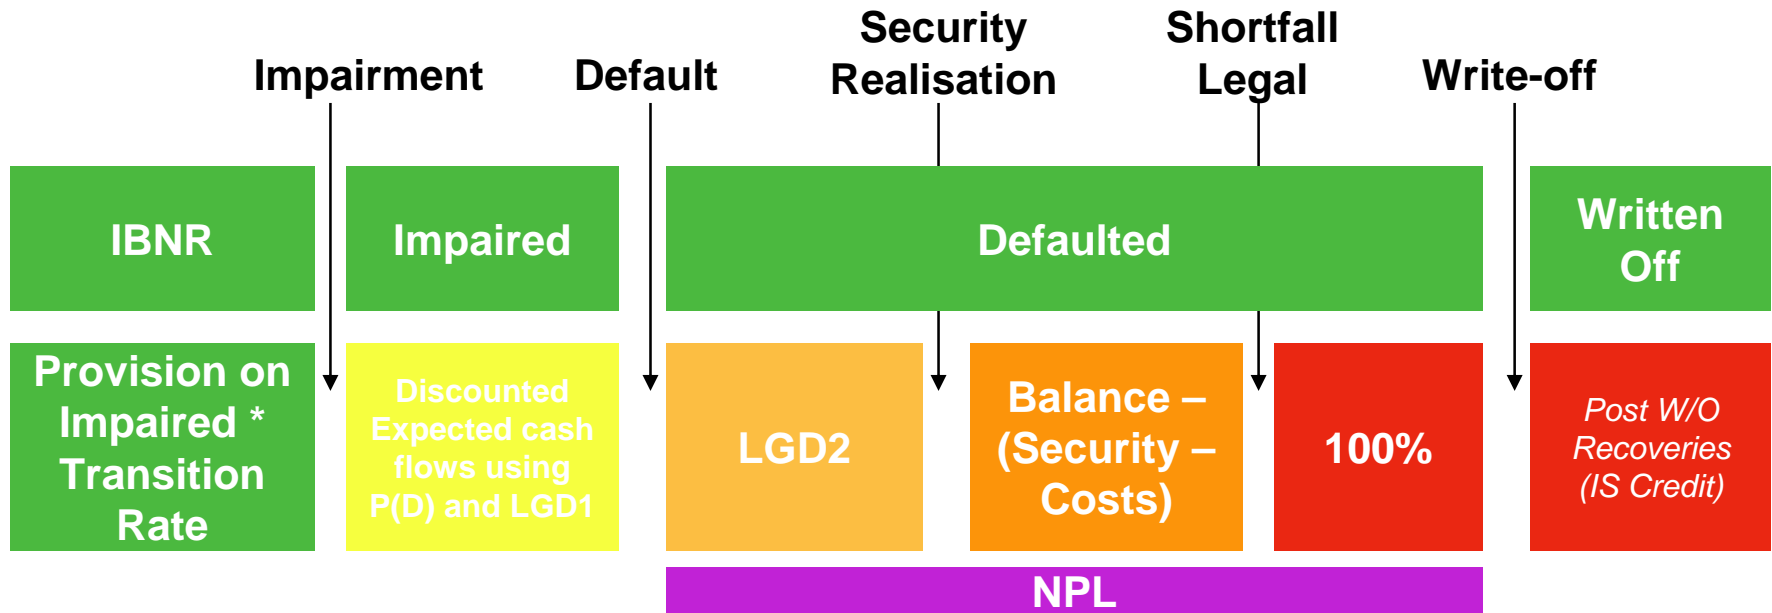 Impairment
Default
Security
Realisation
Shortfall
Legal
Write-off
IBNR
Impaired
Defaulted
Written
Off
Provision on
Impaired *
Transition
Rate
Discounted
Expected cash
flows using
P(D) and LGD1
LGD2
Balance –
(Security –
Costs)
100%
Post W/O
Recoveries
(IS Credit)
NPL